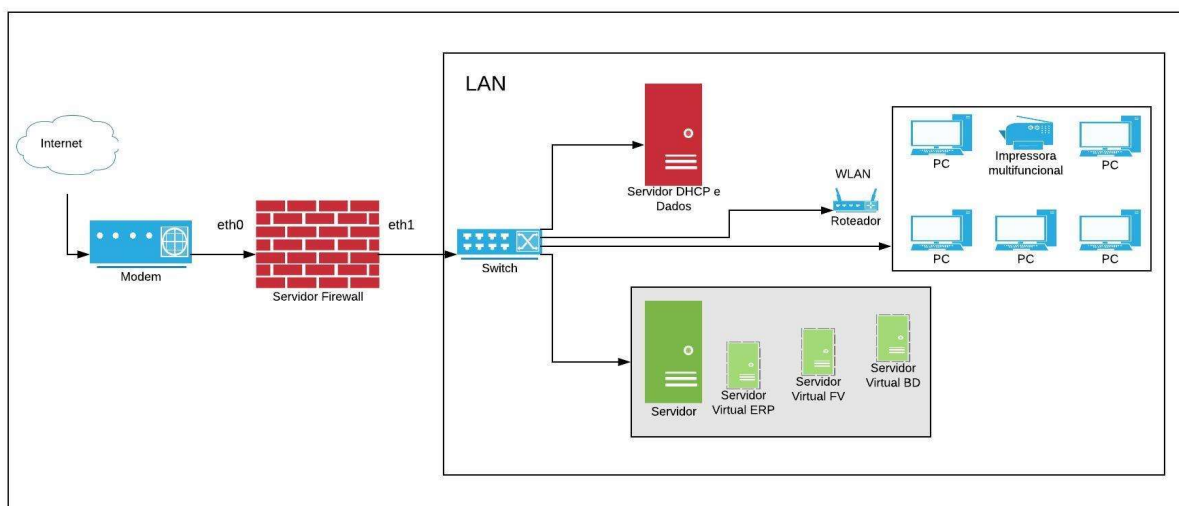 LAN
Internet
Modem
eth0
Servidor Firewall
eth1
Switch
Servidor DHCP e
Dados
WLAN
Roteador
PC
Impressora
multifuncional
PC
PC
PC
PC
Servidor
Servidor
Virtual ERP
Servidor
Virtual FV
Servidor
Virtual BD